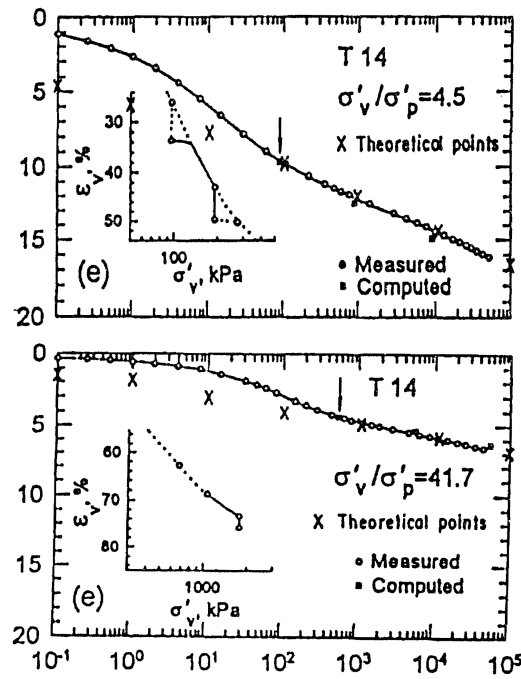 0
5
10
15
20
T 14
σ'ᵥ/σ'ₚ=4.5
X Theoretical points
30
40
50
εᵥ, %
100
σ'ᵥ, kPa
(e)
Measured
Computed
0
5
10
15
20
T 14
σ'ᵥ/σ'ₚ=41.7
X Theoretical points
60
70
80
εᵥ, %
1000
σ'ᵥ, kPa
(e)
Measured
Computed
10⁻¹ 10⁰ 10¹ 10² 10³ 10⁴ 10⁵